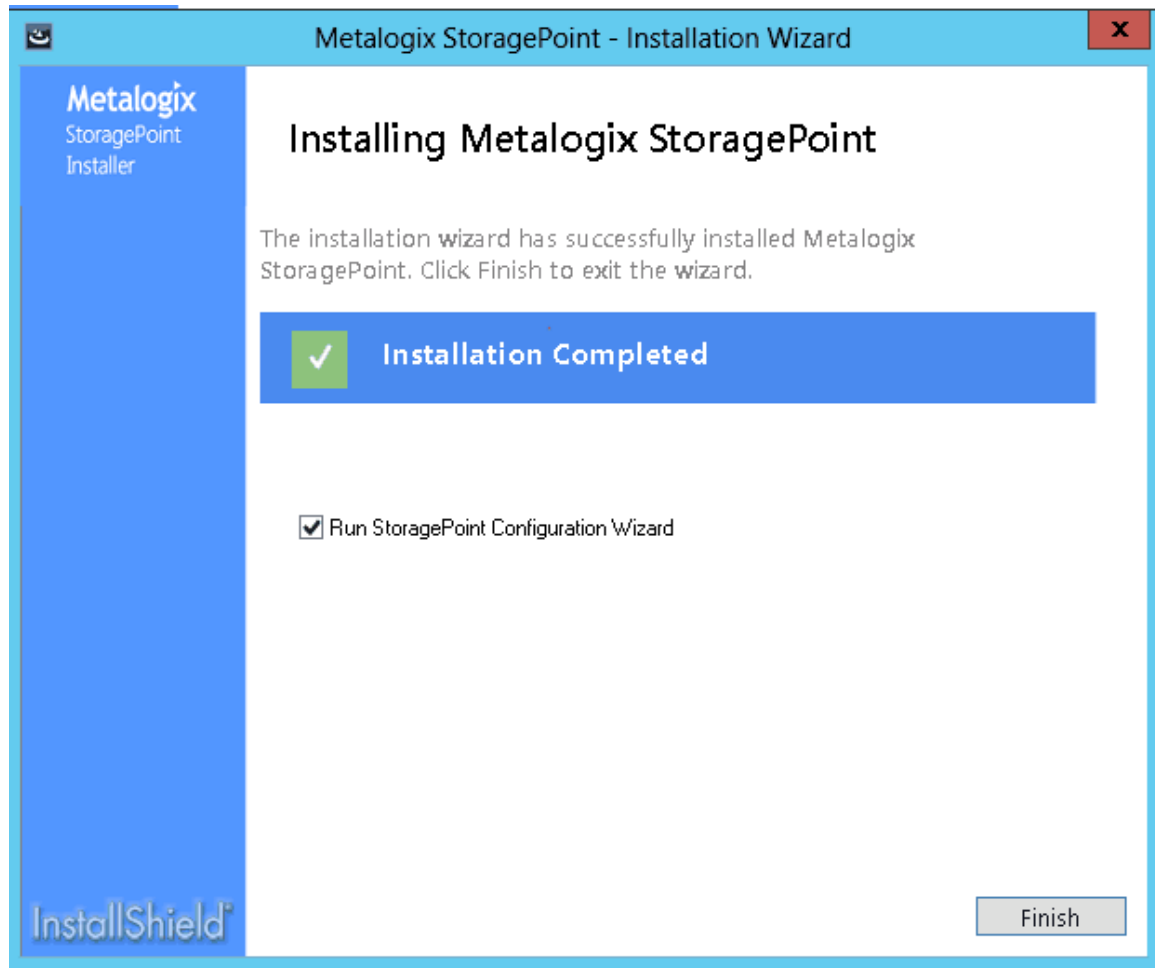 Metalogix StoragePoint - Installation Wizard
x
Metalogix
StoragePoint
Installer
Installing Metalogix StoragePoint
The installation wizard has successfully installed Metalogix
StoragePoint. Click Finish to exit the wizard.
Installation Completed
Run StoragePoint Configuration Wizard
InstallShield
Finish